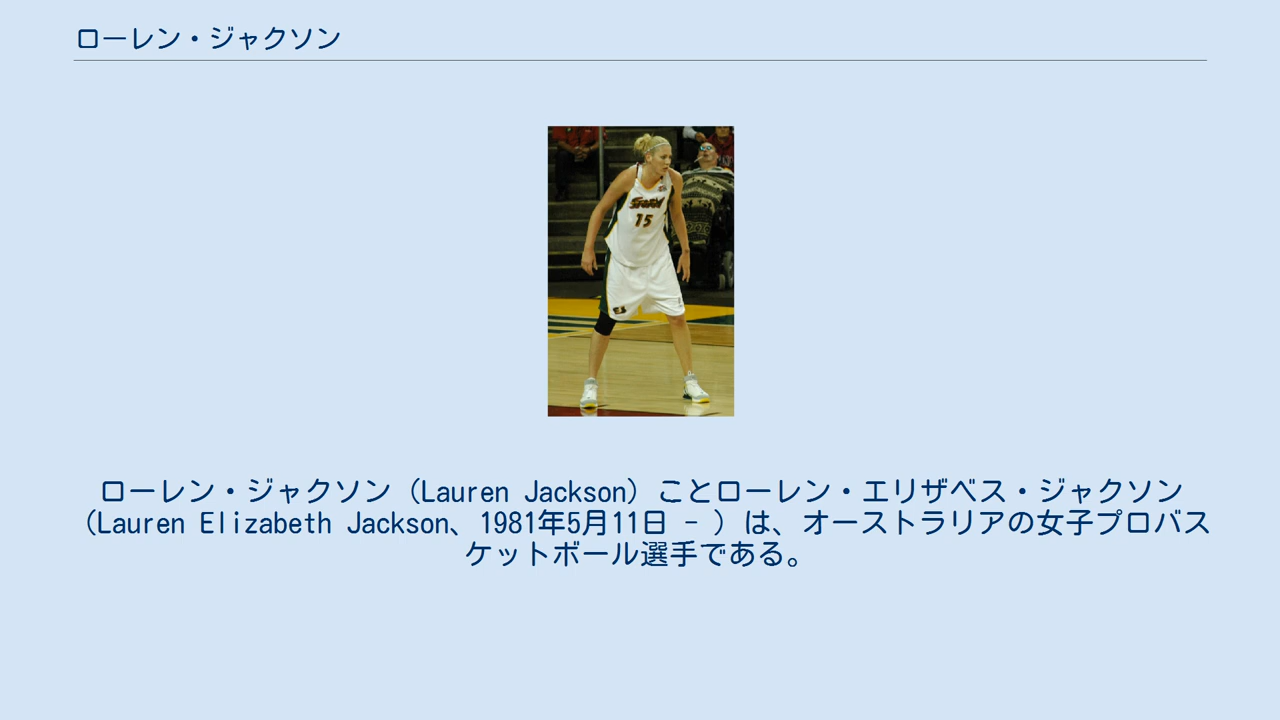 ローレン・ジャクソン
15
ローレン・ジャクソン（Lauren Jackson）ことローレン・エリザベス・ジャクソン
（Lauren Elizabeth Jackson、1981年5月11日 - ）は、オーストラリアの女子プロバス
ケットボール選手である。